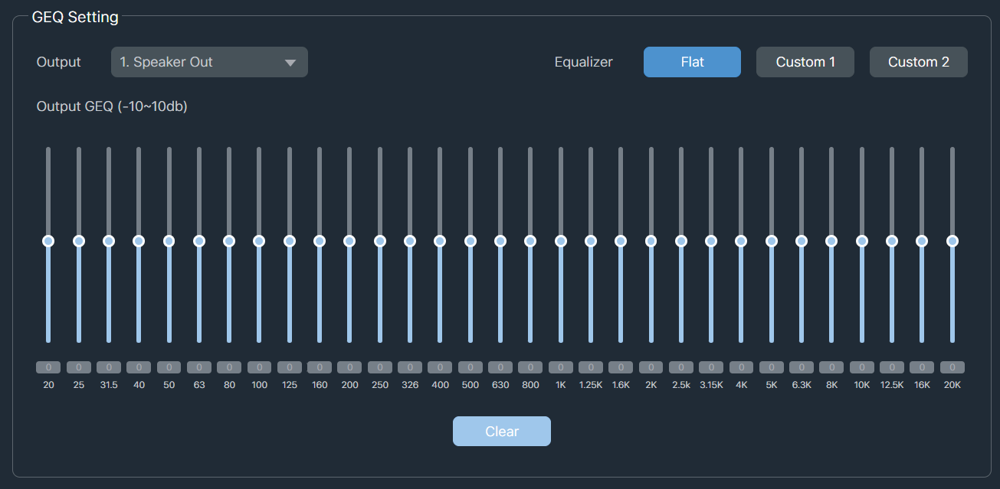 GEQ Setting
Output 1. Speaker Out Equalizer Flat Custom 1 Custom 2
Output GEQ (-10~10db)
0 0 0 0 0 0 0 0 0 0 0 0 0 0 0 0 0 0 0 0 0 0 0 0 0 0 0 0 0 0 0
20 25 31.5 40 50 63 80 100 125 160 200 250 326 400 500 630 800 1K 1.25K 1.6K 2K 2.5k 3.15K 4K 5K 6.3K 8K 10K 12.5K 16K 20K
Clear